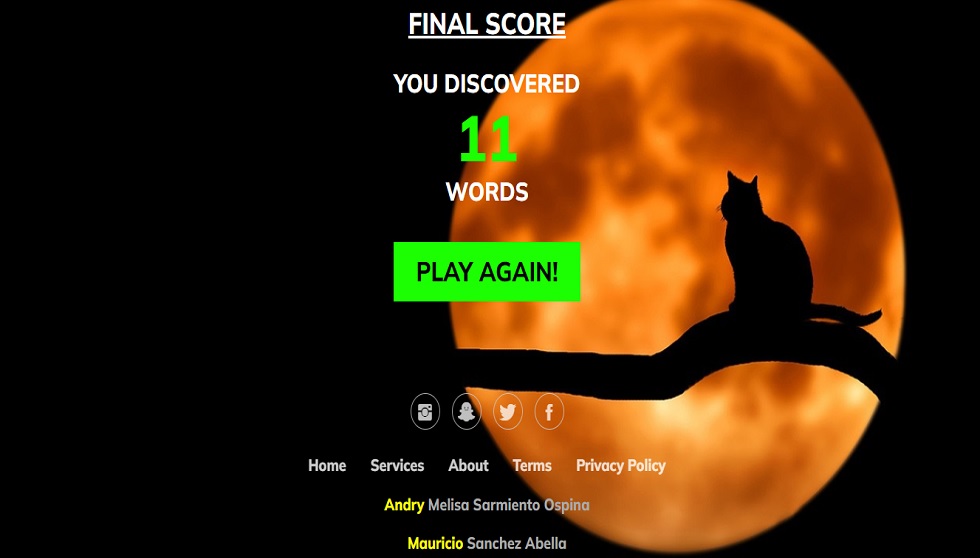 FINAL SCORE
YOU DISCOVERED
11
WORDS
PLAY AGAIN!
Home Services About Terms Privacy Policy
Andry Melisa Sarmiento Ospina
Mauricio Sanchez Abella